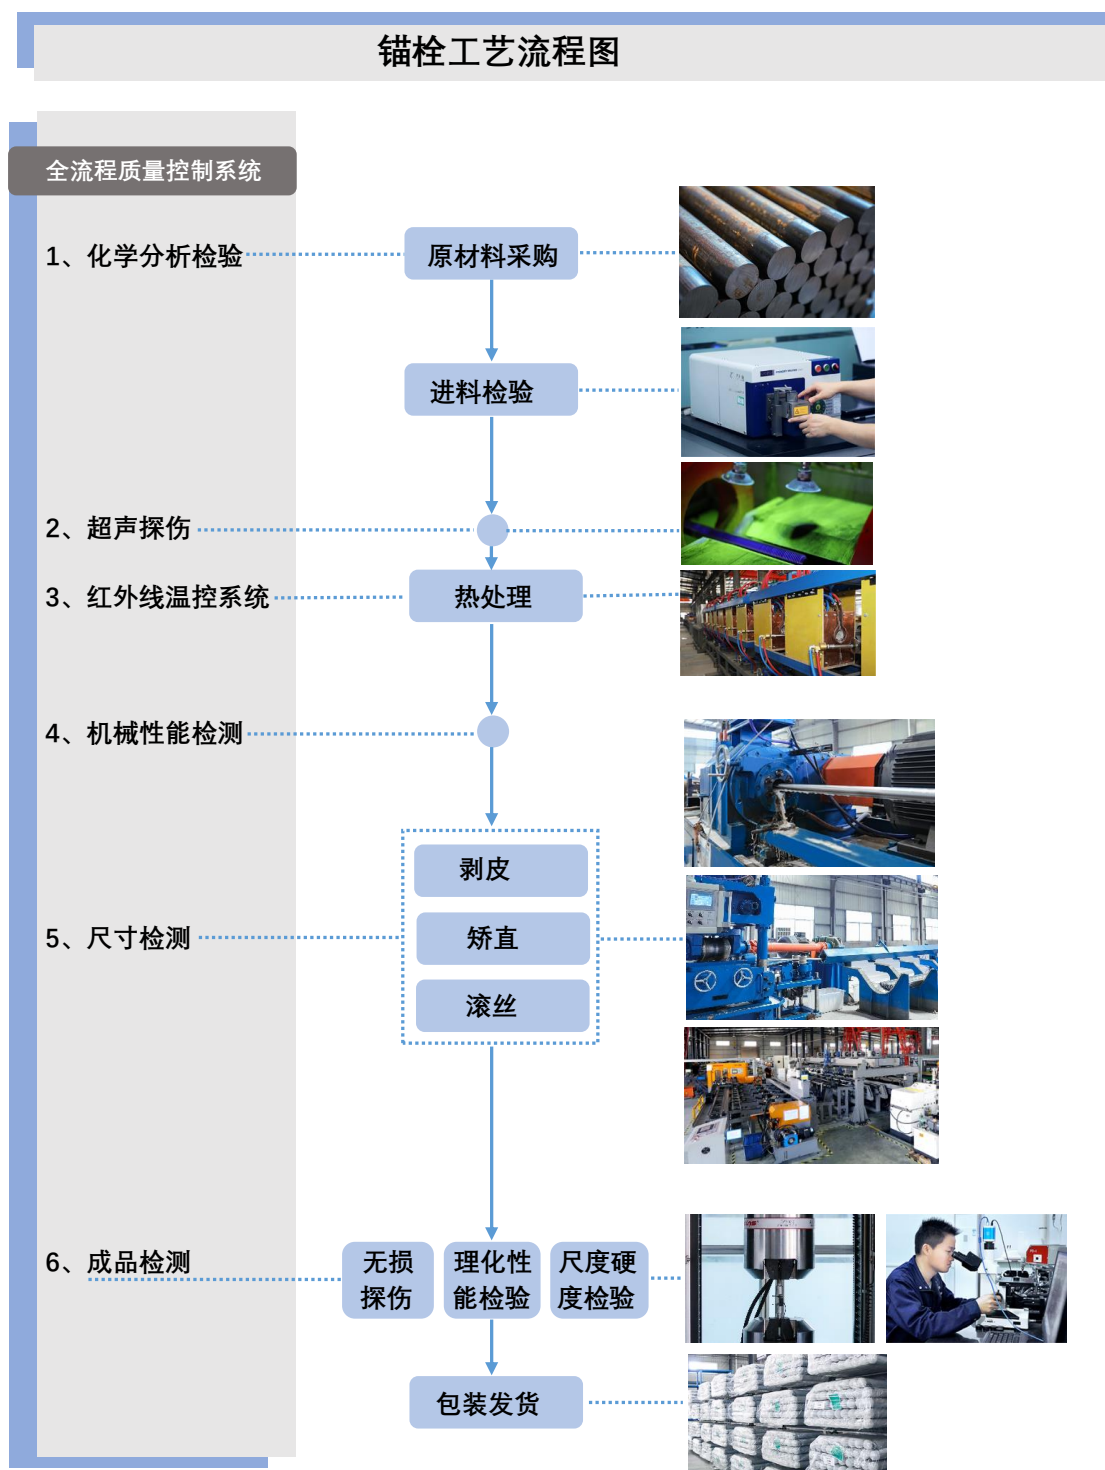 锚栓工艺流程图
全流程质量控制系统
1、化学分析检验
原材料采购
进料检验
2、超声探伤
3、红外线温控系统
热处理
4、机械性能检测
剥皮
5、尺寸检测
矫直
滚丝
6、成品检测
无损
探伤
理化性
能检验
尺度硬
度检验
包装发货